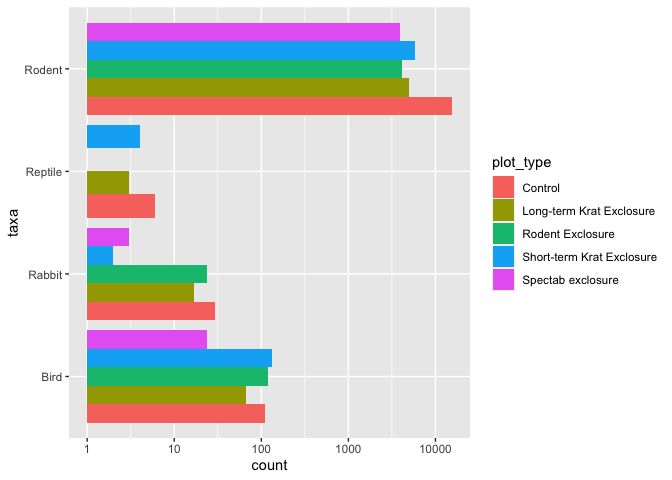 Rodent
Reptile
Rabbit
Bird
taxa
1 10 100 1000 10000
count
plot_type
Control
Long-term Krat Exclosure
Rodent Exclosure
Short-term Krat Exclosure
Spectab exclosure